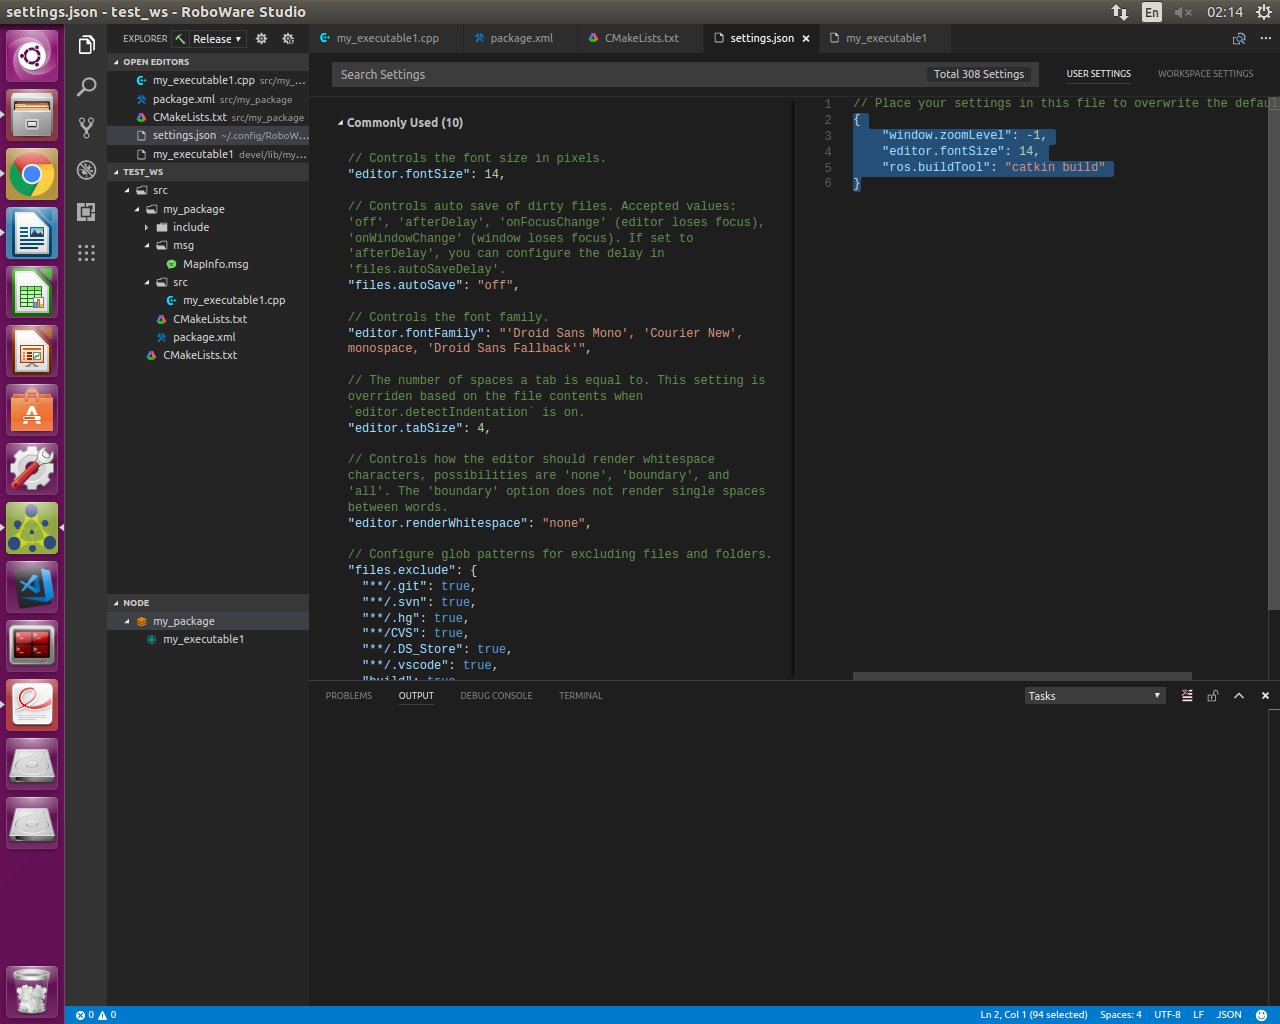 settings.json - test_ws - RoboWare Studio
En
02:14
EXPLORER
Release
OPEN EDITORS
my_executable1.cpp src/my_...
package.xml src/my_package
CMakeLists.txt src/my_package
settings.json ~/.config/RoboW...
my_executable1 devel/lib/my...
TEST_WS
src
my_package
include
msg
MapInfo.msg
src
my_executable1.cpp
CMakeLists.txt
package.xml
CMakeLists.txt
NODE
my_package
my_executable1
my_executable1.cpp
package.xml
CMakeLists.txt
settings.json
my_executable1
Search Settings
Total 308 Settings
USER SETTINGS
WORKSPACE SETTINGS
Commonly Used (10)
// Controls the font size in pixels.
"editor.fontSize": 14,
// Controls auto save of dirty files. Accepted values:
'off', 'afterDelay', 'onFocusChange' (editor loses focus),
'onWindowChange' (window loses focus). If set to
'afterDelay', you can configure the delay in
'files.autoSaveDelay'.
"files.autoSave": "off",
// Controls the font family.
"editor.fontFamily": "'Droid Sans Mono', 'Courier New',
monospace, 'Droid Sans Fallback'",
// The number of spaces a tab is equal to. This setting is
overriden based on the file contents when
`editor.detectIndentation` is on.
"editor.tabSize": 4,
// Controls how the editor should render whitespace
characters, possibilities are 'none', 'boundary', and
'all'. The 'boundary' option does not render single spaces
between words.
"editor.renderWhitespace": "none",
// Configure glob patterns for excluding files and folders.
"files.exclude": {
"**/.git": true,
"**/.svn": true,
"**/.hg": true,
"**/CVS": true,
"**/.DS_Store": true,
"**/.vscode": true,
"build": true
1 // Place your settings in this file to overwrite the defaul
2 {
3 "window.zoomLevel": -1,
4 "editor.fontSize": 14,
5 "ros.buildTool": "catkin build"
6 }
PROBLEMS
OUTPUT
DEBUG CONSOLE
TERMINAL
Tasks
0 0
Ln 2, Col 1 (94 selected)
Spaces: 4
UTF-8
LF
JSON